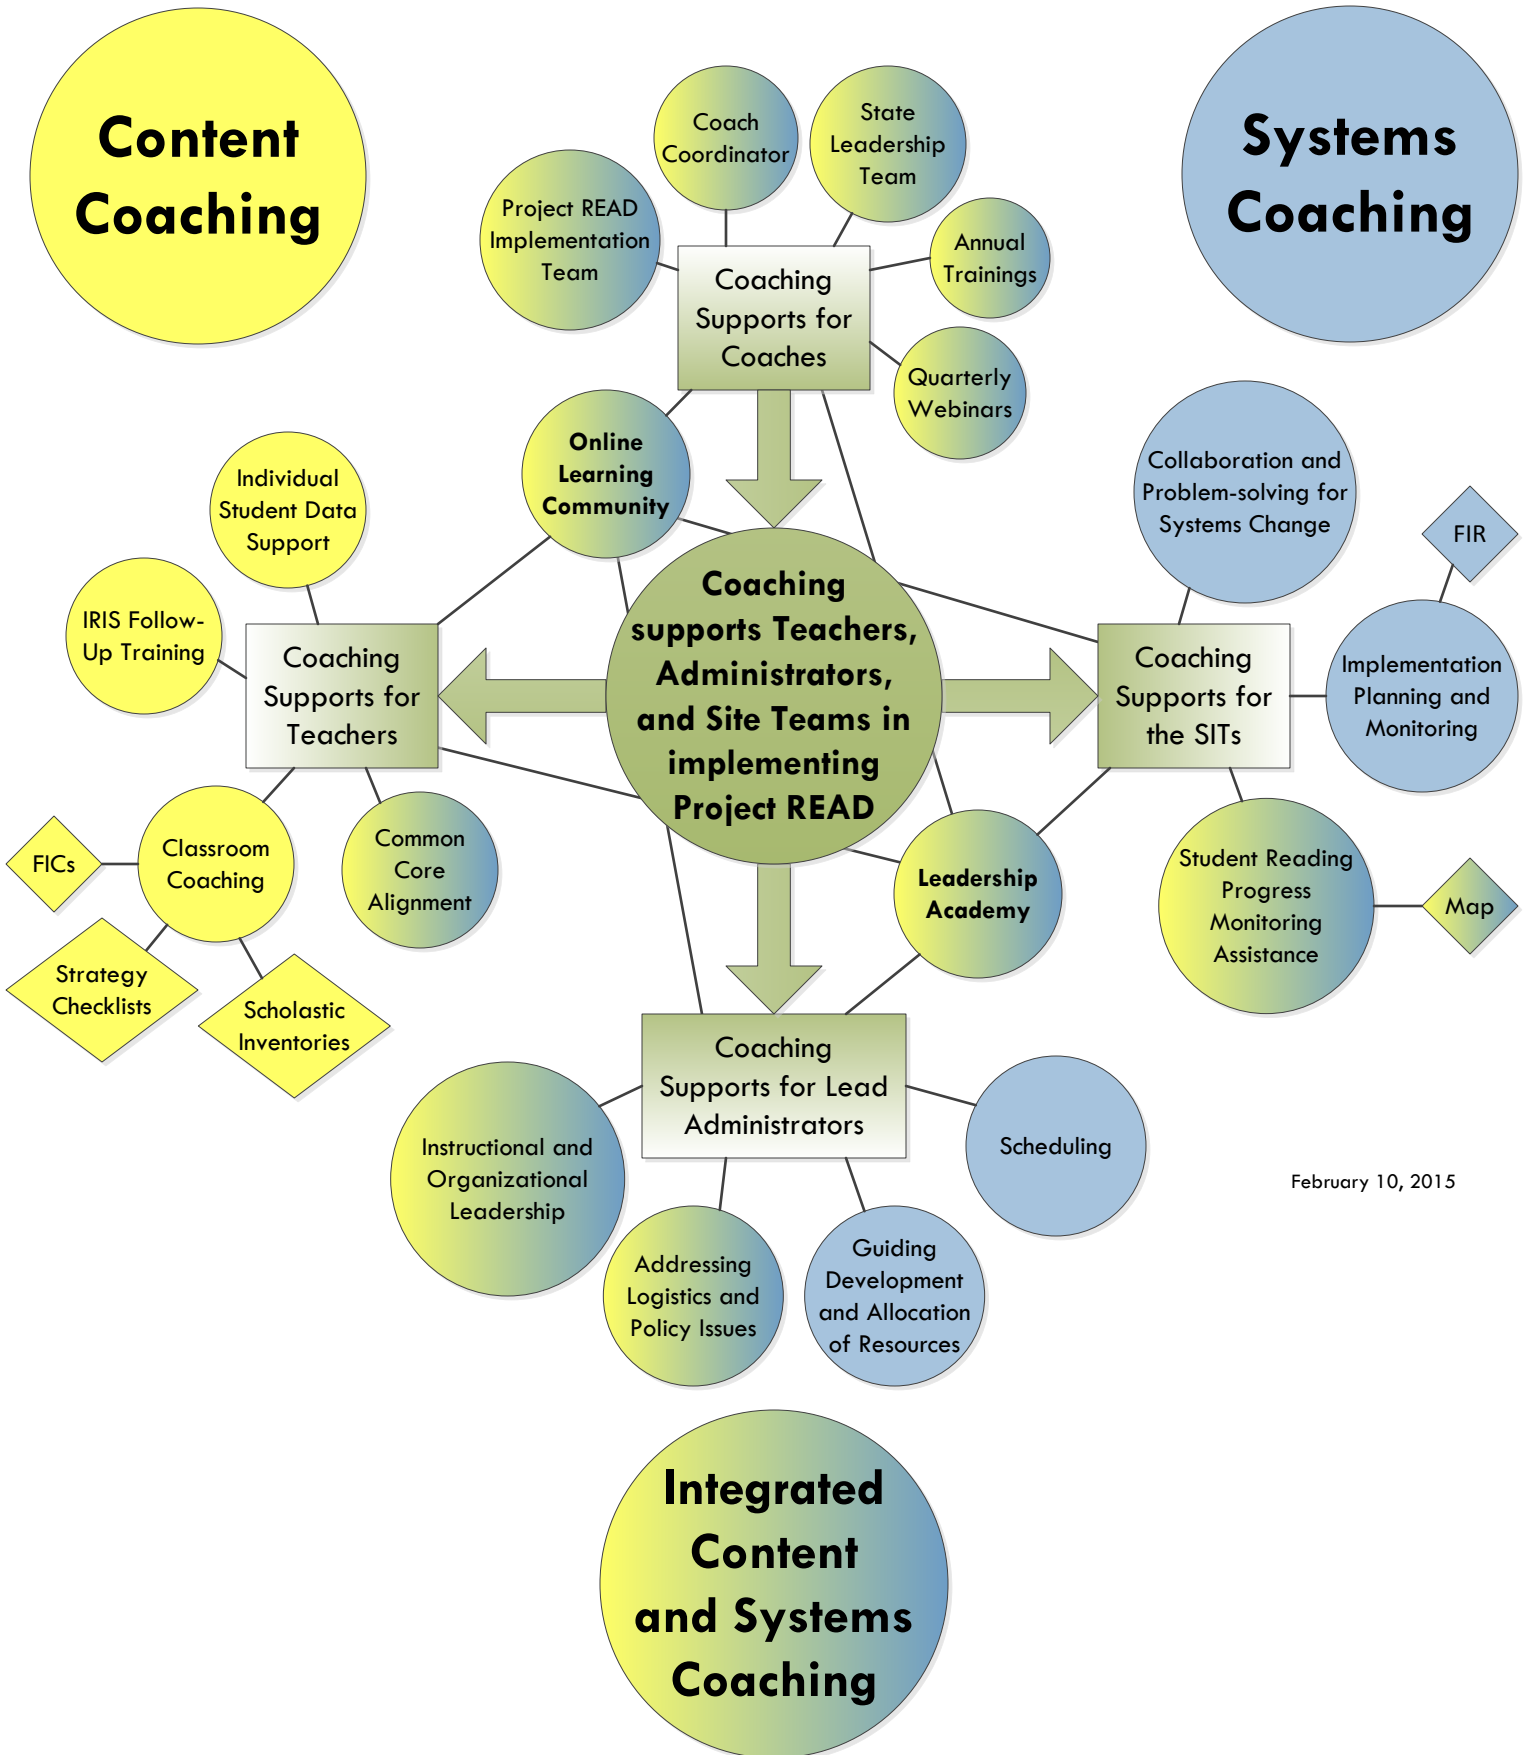 Content
Coaching
Systems
Coaching
Coach
Coordinator
State
Leadership
Team
Project READ
Implementation
Team
Annual
Trainings
Coaching
Supports for
Coaches
Quarterly
Webinars
Online
Learning
Community
Individual
Student Data
Support
IRIS Follow-
Up Training
Coaching
Supports for
Teachers
Classroom
Coaching
FICs
Strategy
Checklists
Scholastic
Inventories
Common
Core
Alignment
Coaching
supports Teachers,
Administrators,
and Site Teams in
implementing
Project READ
Collaboration and
Problem-solving for
Systems Change
FIR
Implementation
Planning and
Monitoring
Coaching
Supports for
the SITs
Student Reading
Progress
Monitoring
Assistance
Map
Leadership
Academy
Coaching
Supports for Lead
Administrators
Instructional and
Organizational
Leadership
Addressing
Logistics and
Policy Issues
Guiding
Development
and Allocation
of Resources
Scheduling
February 10, 2015
Integrated
Content
and Systems
Coaching